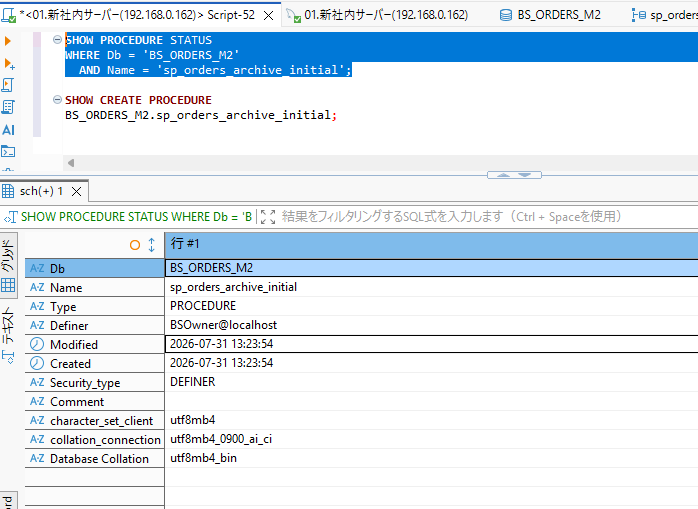 *<01.新社内サーバー(192.168.0.162)> Script-52
01.新社内サーバー(192.168.0.162)
BS_ORDERS_M2
sp_orders
SHOW PROCEDURE STATUS
WHERE Db = 'BS_ORDERS_M2'
AND Name = 'sp_orders_archive_initial';
SHOW CREATE PROCEDURE
BS_ORDERS_M2.sp_orders_archive_initial;
AI
sch(+) 1
SHOW PROCEDURE STATUS WHERE Db = 'B
結果をフィルタリングするSQL式を入力します（Ctrl + Spaceを使用）
グリッド
テキスト
行 #1
A-Z Db BS_ORDERS_M2
A-Z Name sp_orders_archive_initial
A-Z Type PROCEDURE
A-Z Definer BSOwner@localhost
Modified 2026-07-31 13:23:54
Created 2026-07-31 13:23:54
A-Z Security_type DEFINER
A-Z Comment
A-Z character_set_client utf8mb4
A-Z collation_connection utf8mb4_0900_ai_ci
A-Z Database Collation utf8mb4_bin